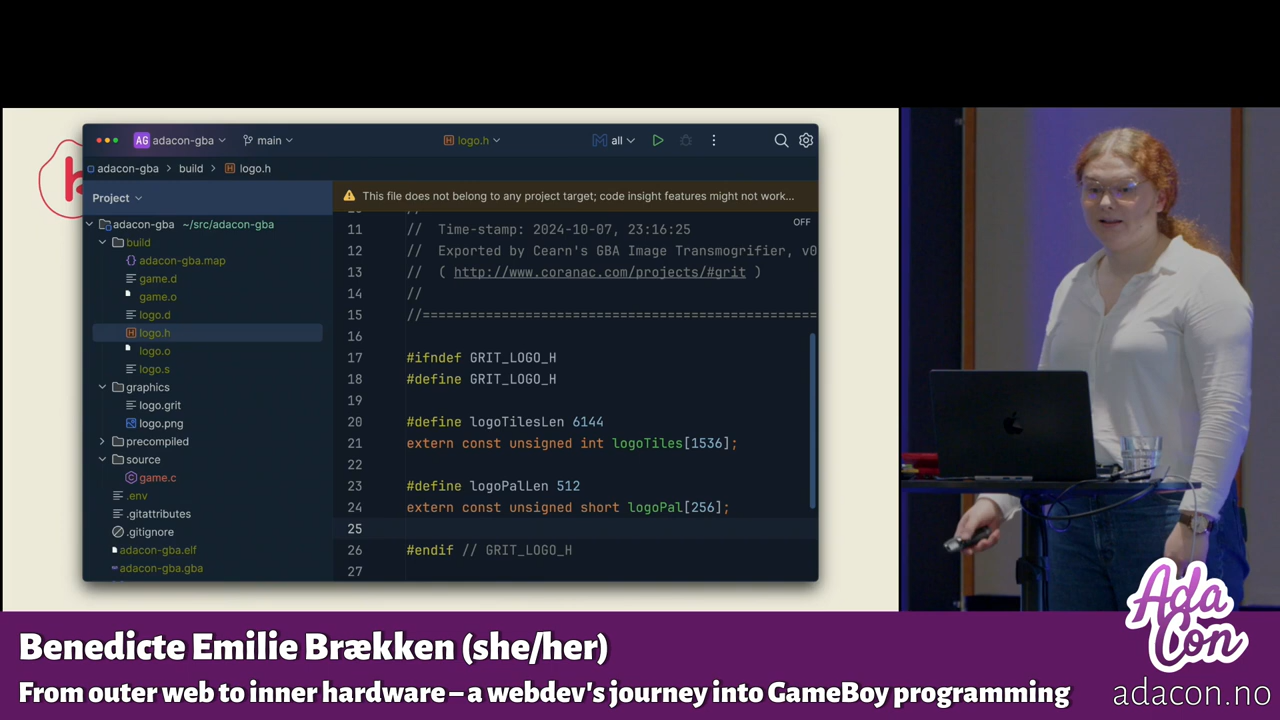 AG adacon-gba
main
logo.h
all
adacon-gba > build > logo.h
Project
This file does not belong to any project target; code insight features might not work...
OFF
adacon-gba ~/src/adacon-gba
build
adacon-gba.map
game.d
game.o
logo.d
logo.h
logo.o
logo.s
graphics
logo.grit
logo.png
precompiled
source
game.c
.env
.gitattributes
.gitignore
adacon-gba.elf
adacon-gba.gba
11 // Time-stamp: 2024-10-07, 23:16:25
12 // Exported by Cearn's GBA Image Transmogrifier, v0
13 // ( http://www.coranac.com/projects/#grit )
14 //
15 //==================================================
16
17 #ifndef GRIT_LOGO_H
18 #define GRIT_LOGO_H
19
20 #define logoTilesLen 6144
21 extern const unsigned int logoTiles[1536];
22
23 #define logoPalLen 512
24 extern const unsigned short logoPal[256];
25
26 #endif // GRIT_LOGO_H
27
Benedicte Emilie Brækken (she/her)
From outer web to inner hardware – a webdev's journey into GameBoy programming
Ada
Con
adacon.no